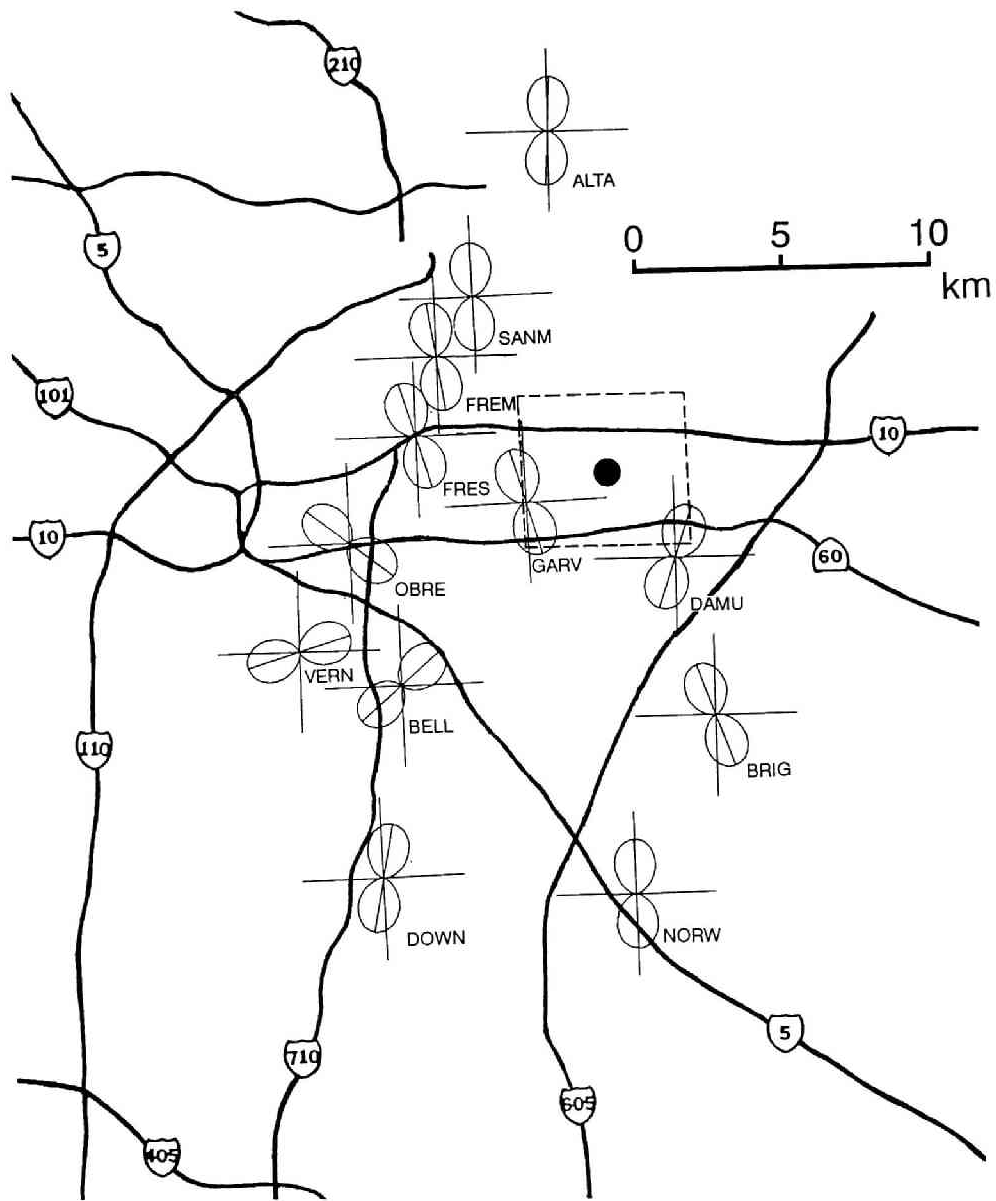 210
ALTA
5
0 5 10
km
SANM
101
FREM
10
FRES
10
GARV
60
OBRE
DAMU
VERN
BELL
110
BRIG
DOWN
NORW
5
710
605
405